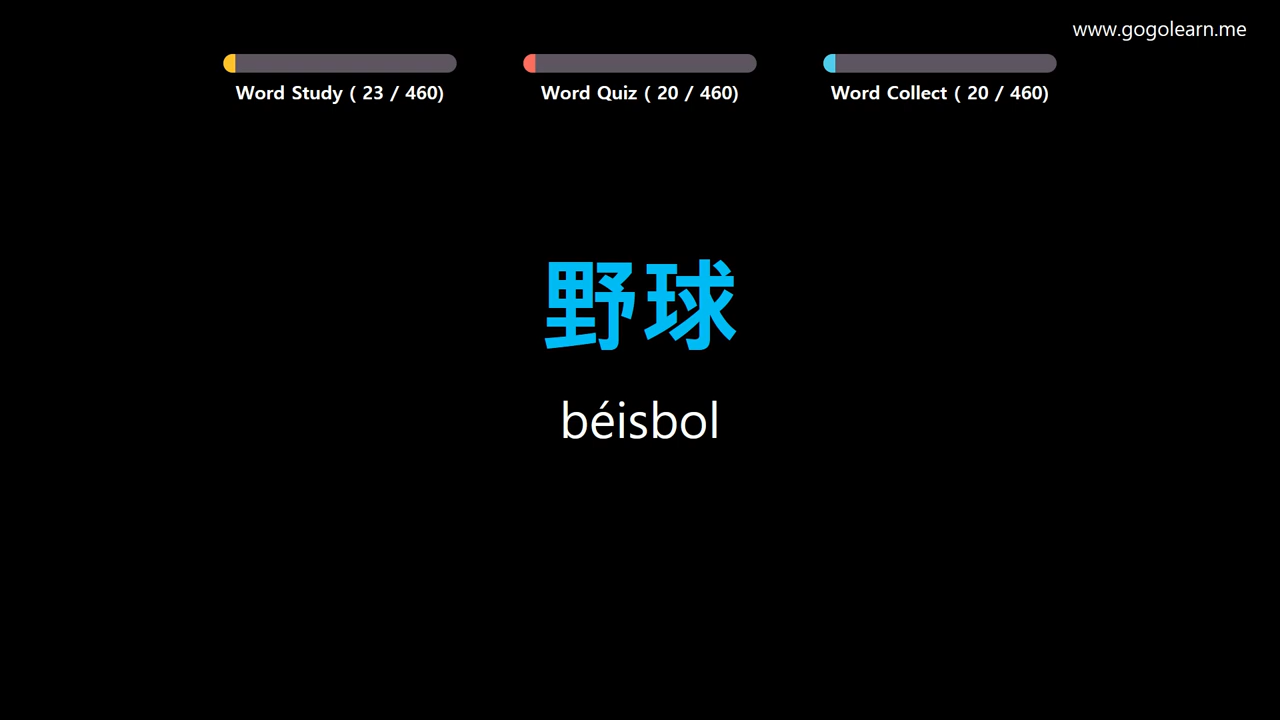 www.gogolearn.me
Word Study ( 23 / 460)
Word Quiz ( 20 / 460)
Word Collect ( 20 / 460)
野球
béisbol